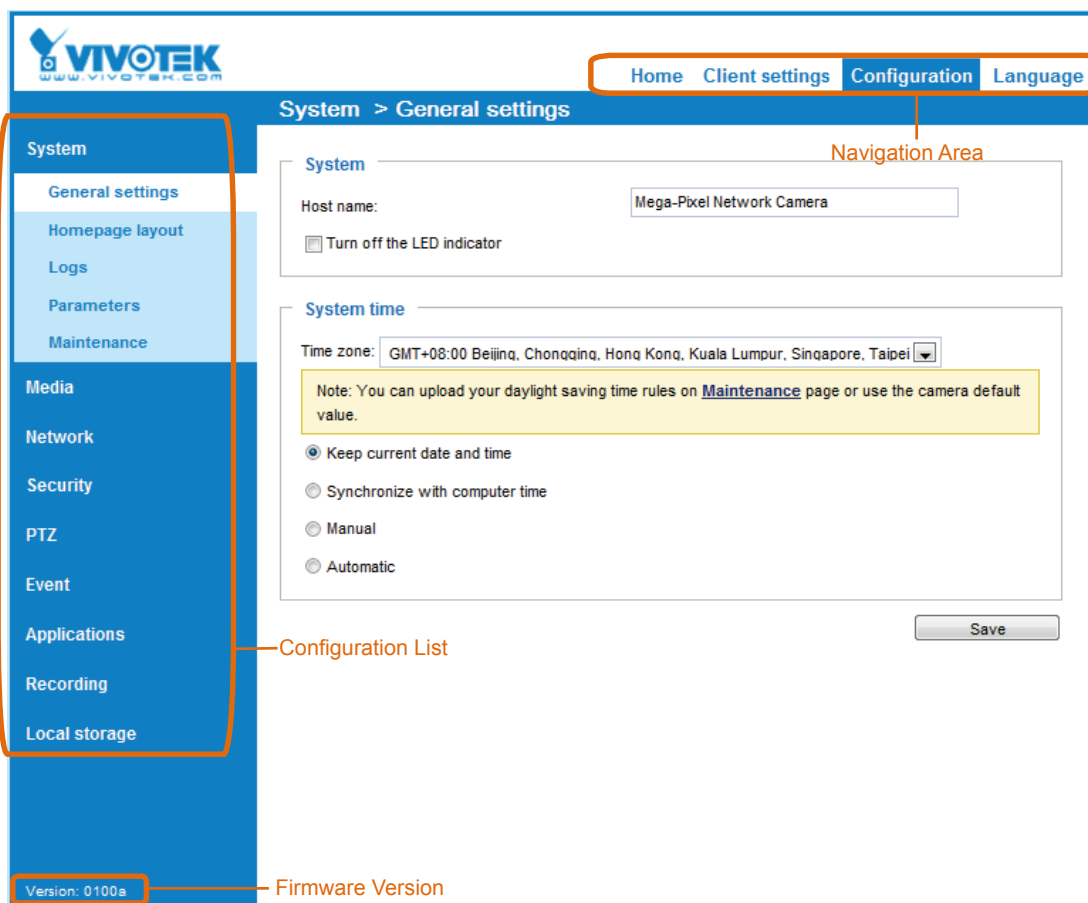 VIVOTEK
www.vivotek.com
Home Client settings Configuration Language
System > General settings
Navigation Area
System
General settings
Homepage layout
Logs
Parameters
Maintenance
Media
Network
Security
PTZ
Event
Applications
Recording
Local storage
Version: 0100a
System
Host name: Mega-Pixel Network Camera
Turn off the LED indicator
System time
Time zone: GMT+08:00 Beijing, Chongqing, Hong Kong, Kuala Lumpur, Singapore, Taipei
Note: You can upload your daylight saving time rules on Maintenance page or use the camera default
value.
Keep current date and time
Synchronize with computer time
Manual
Automatic
Save
Configuration List
Firmware Version